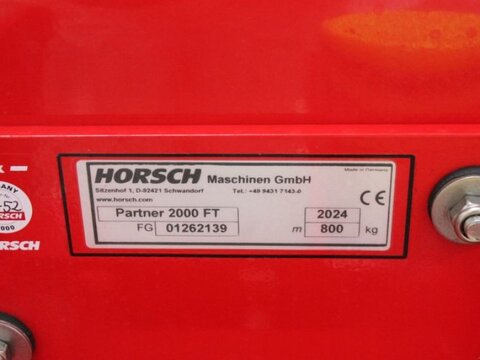 HORSCH Maschinen GmbH
Made in Germany
Sitzenhof 1, D-92421 Schwandorf Tel.: +49 9431 7143-0
www.horsch.com
CE
Partner 2000 FT 2024
FG 01262139 m 800 kg
52
HORSCH